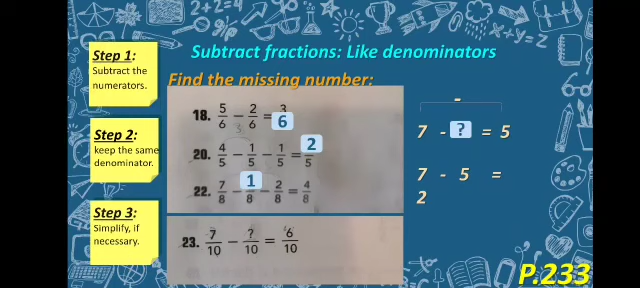 Subtract fractions: Like denominators
Step 1:
Subtract the
numerators.
Step 2:
keep the same
denominator.
Step 3:
Simplify, if
necessary.
Find the missing number:
18. 5/6 - 2/6 = 3/6
20. 4/5 - 1/5 - 1/5 = 2/5
22. 7/8 - 1/8 - 2/8 = 4/8
23. 7/10 - ?/10 = 6/10
-
7 - ? = 5
7 - 5 =
2
P.233